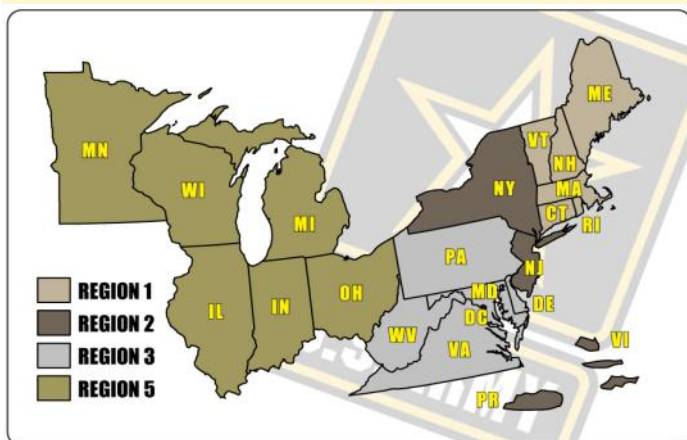 ME
VT
NH
MN
MA
WI
NY
CT
RI
MI
PA
NJ
REGION 1
OH
MD
DE
IL
IN
REGION 2
DC
WV
VI
REGION 3
VA
REGION 5
PR
S. ARMY